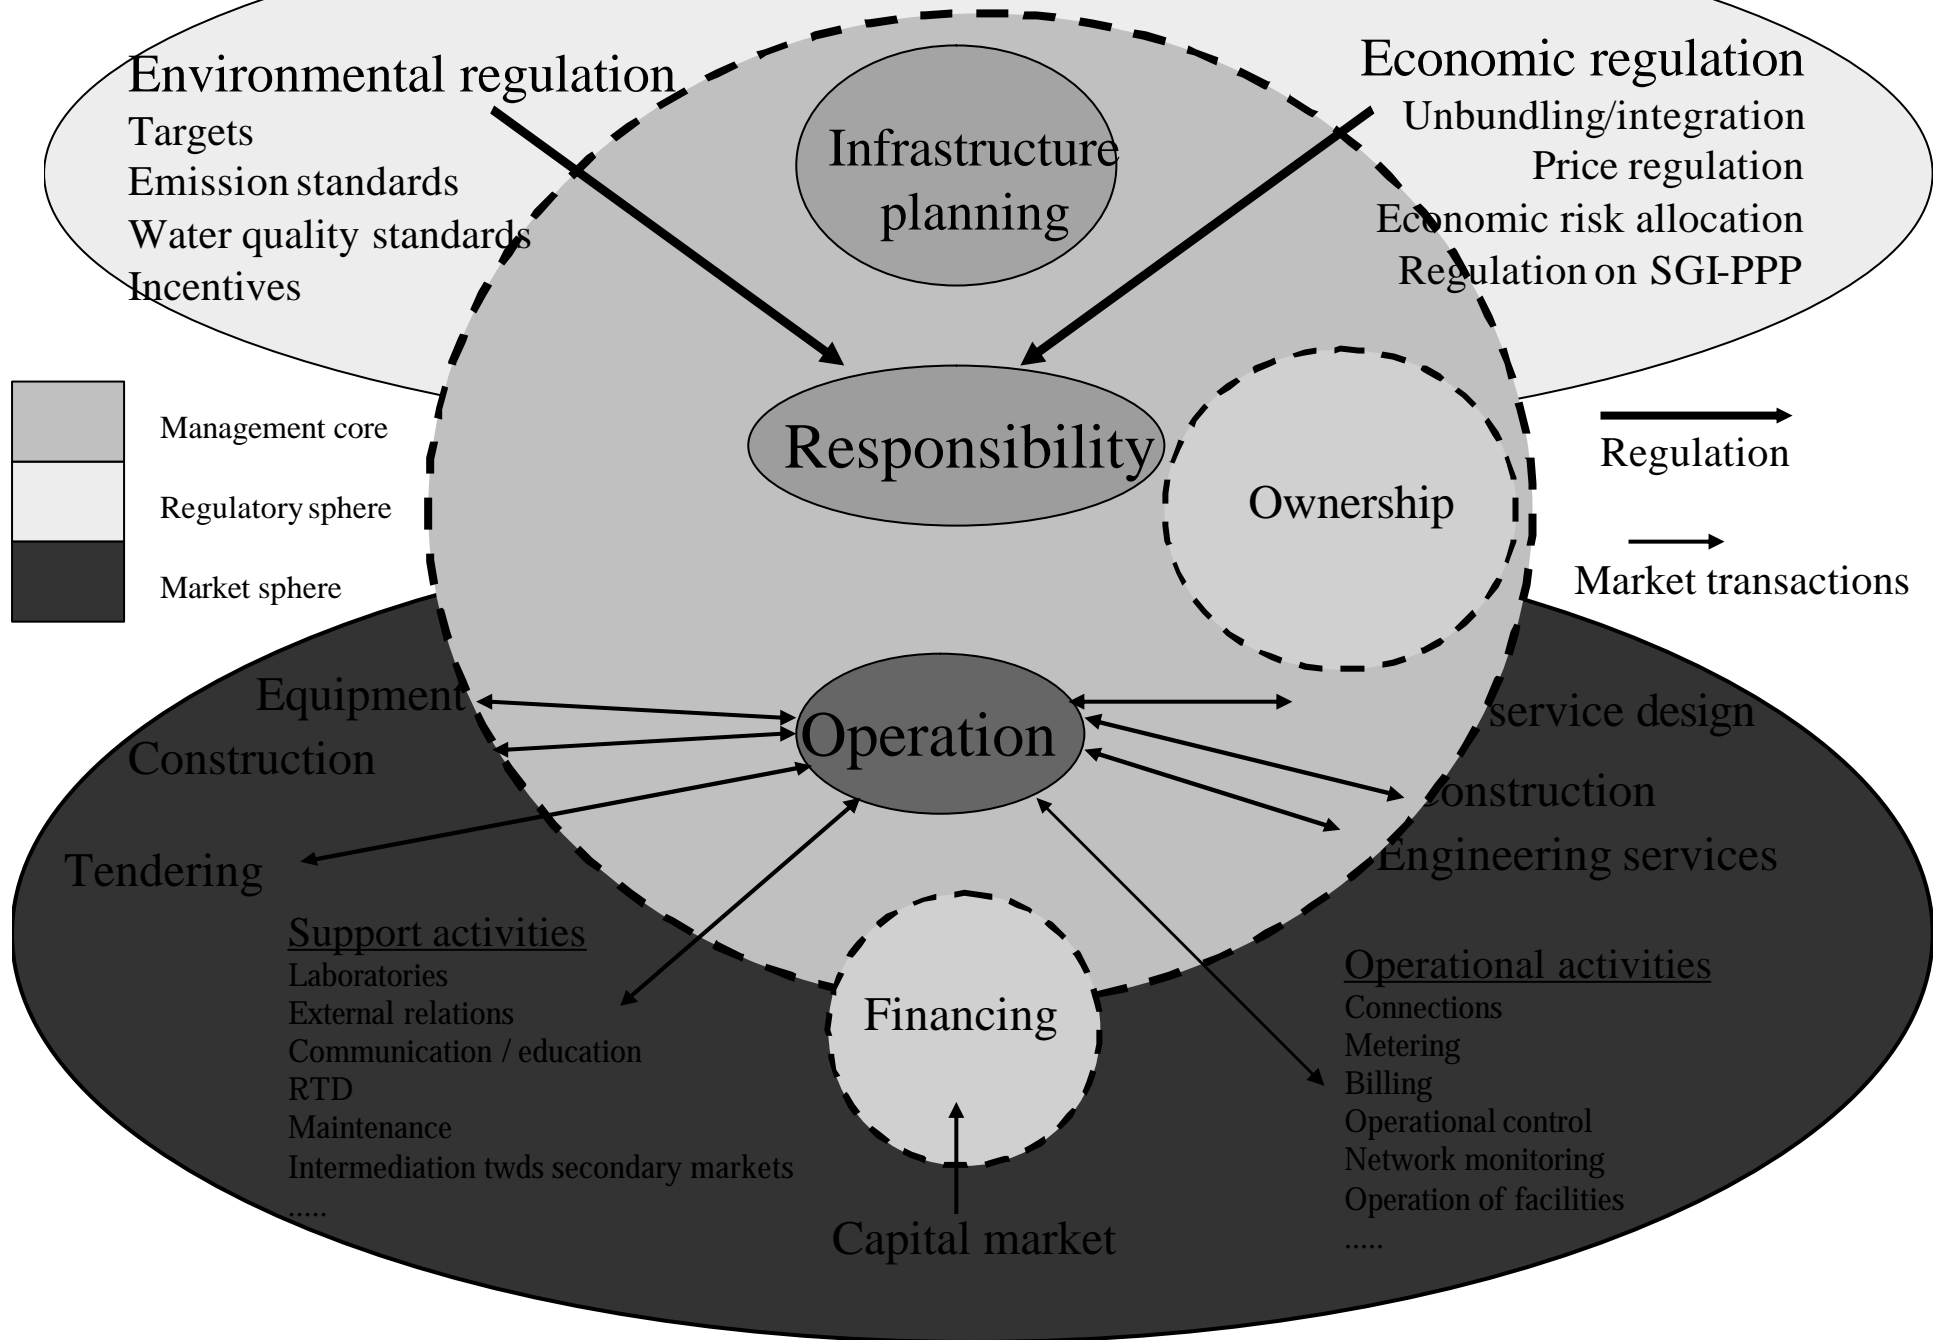 Environmental regulation
Targets
Emission standards
Water quality standards
Incentives
Infrastructure
planning
Economic regulation
Unbundling/integration
Price regulation
Economic risk allocation
Regulation on SGI-PPP
Management core
Regulatory sphere
Market sphere
Responsibility
Ownership
Regulation
Market transactions
Equipment
Construction
Tendering
Operation
service design
construction
Engineering services
Support activities
Laboratories
External relations
Communication / education
RTD
Maintenance
Intermediation twds secondary markets
.....
Financing
Capital market
Operational activities
Connections
Metering
Billing
Operational control
Network monitoring
Operation of facilities
.....